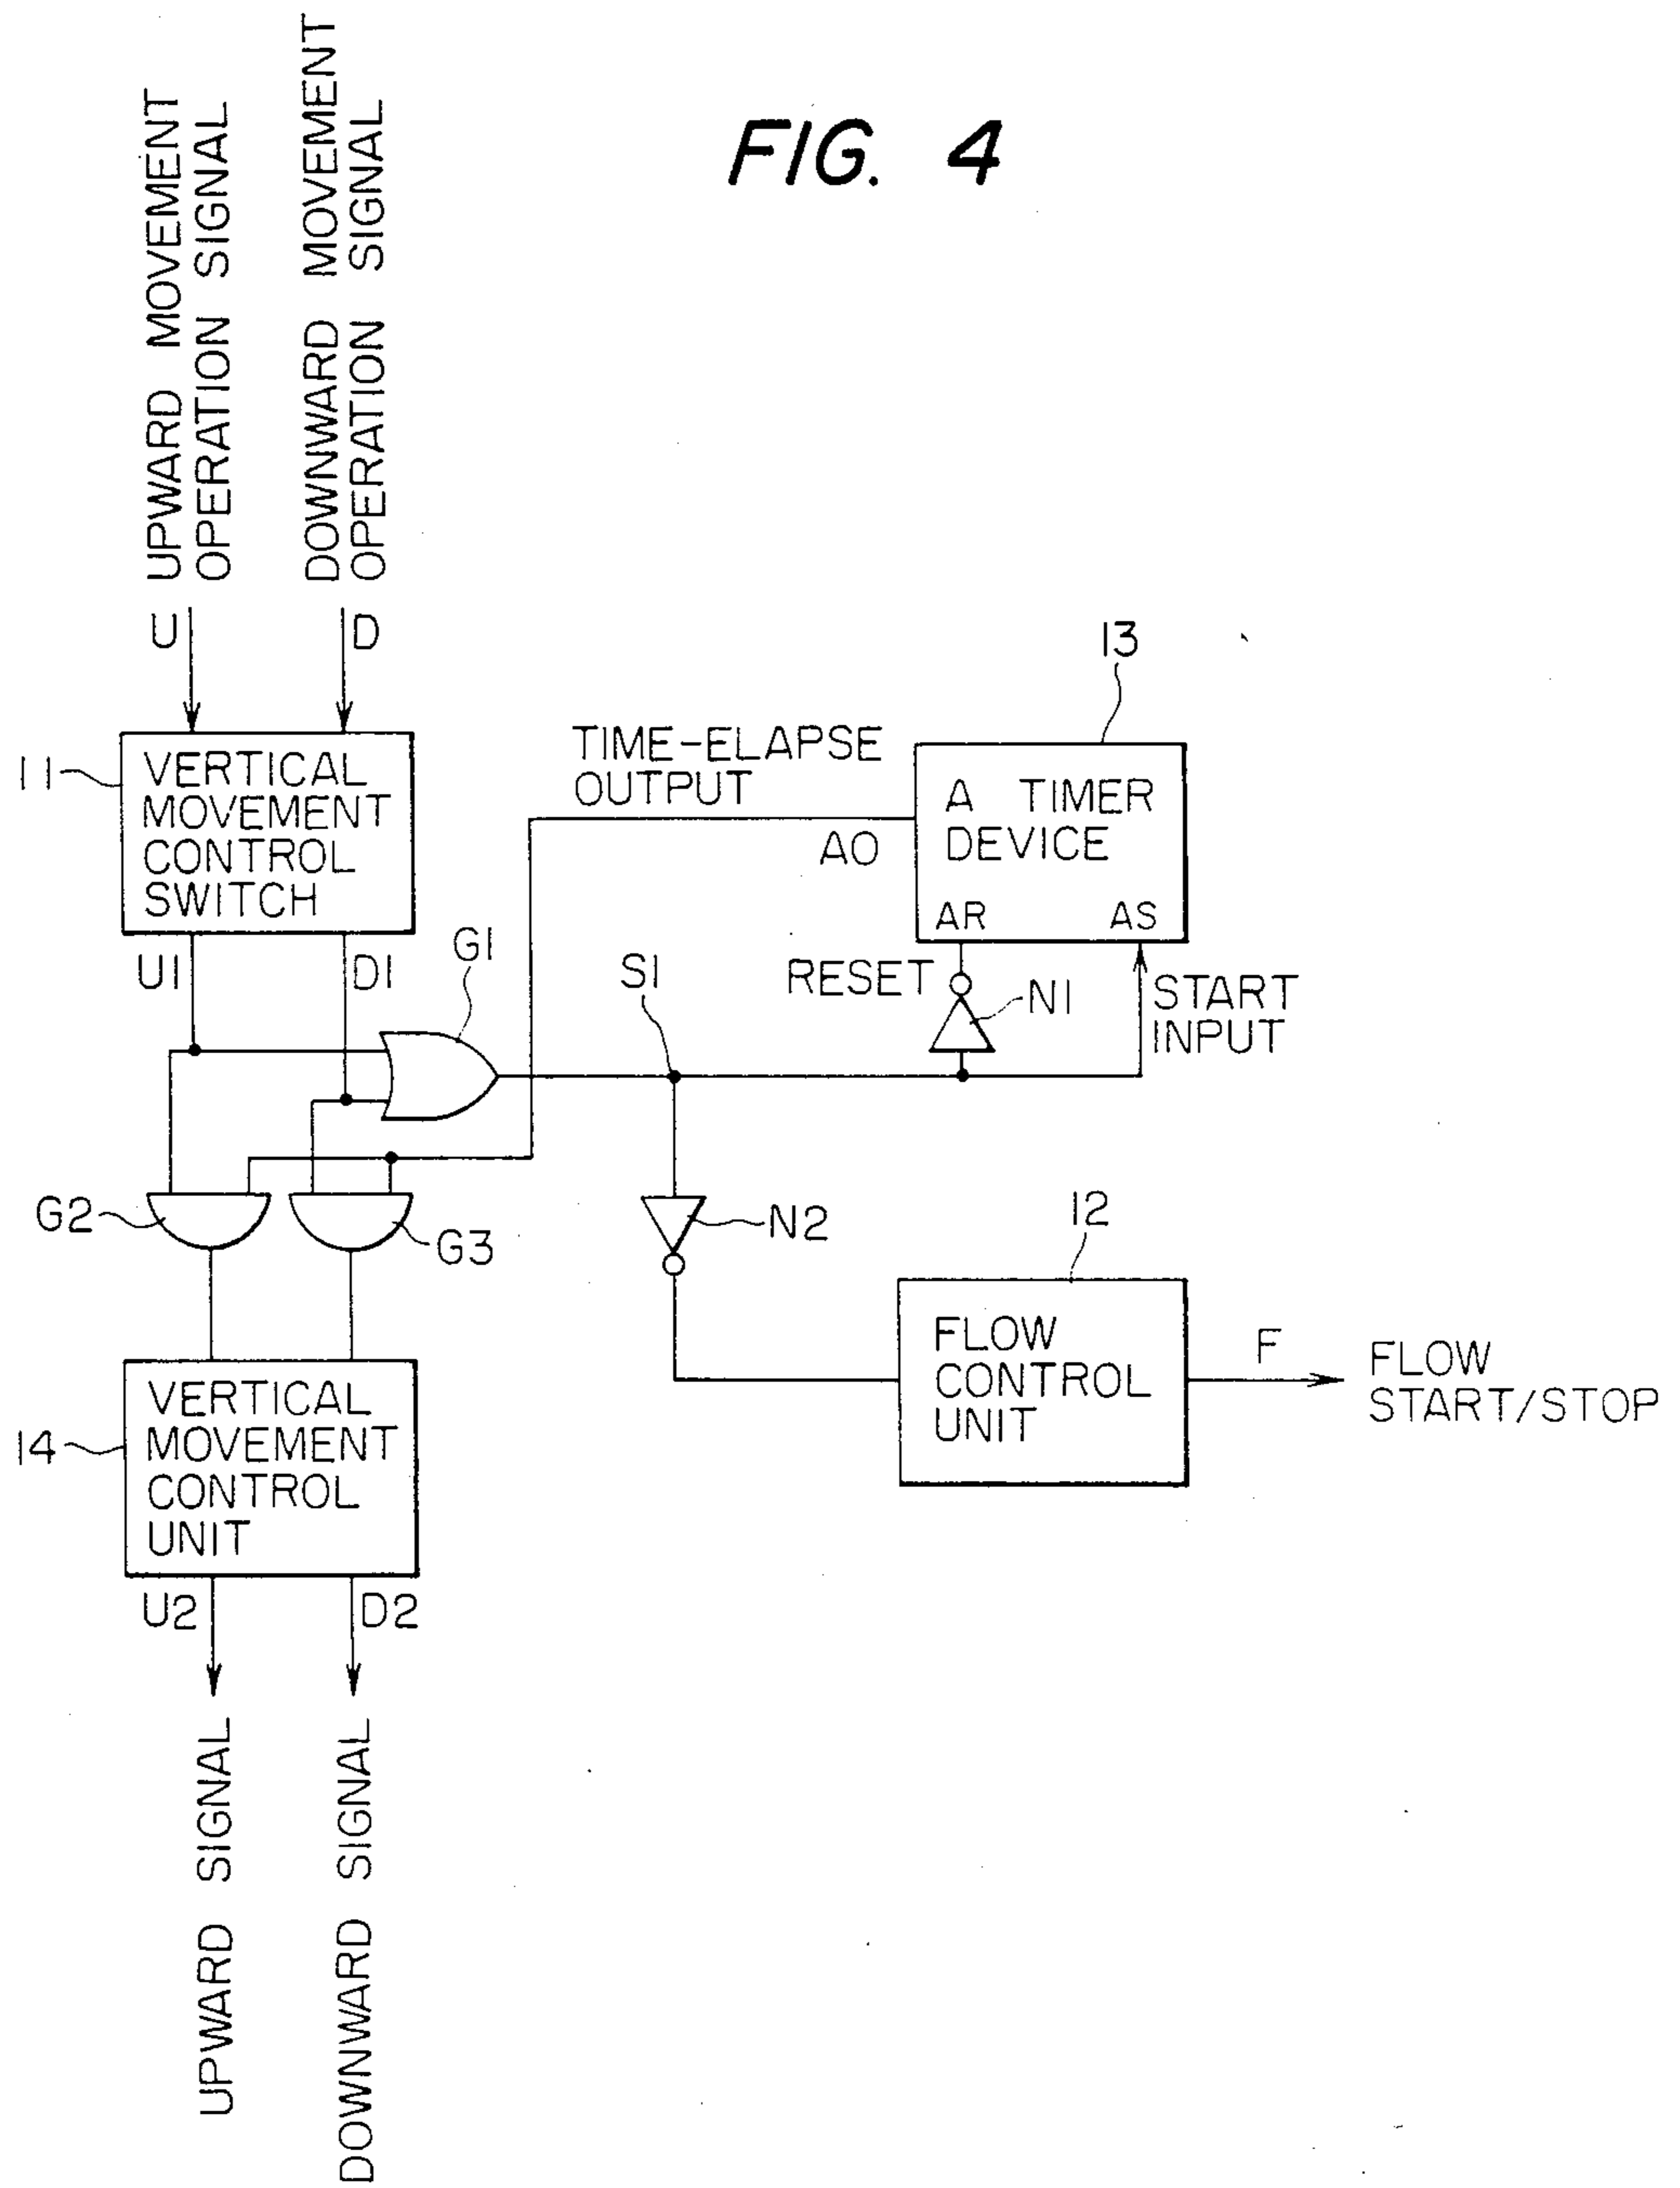 FIG. 4
UPWARD MOVEMENT
OPERATION SIGNAL
DOWNWARD MOVEMENT
OPERATION SIGNAL
U
D
13
11
VERTICAL
MOVEMENT
CONTROL
SWITCH
TIME-ELAPSE
OUTPUT
AO
A TIMER
DEVICE
AR
AS
U1
D1
G1
S1
RESET
N1
START
INPUT
G2
G3
N2
12
FLOW
CONTROL
UNIT
F
FLOW
START/STOP
14
VERTICAL
MOVEMENT
CONTROL
UNIT
U2
D2
UPWARD SIGNAL
DOWNWARD SIGNAL